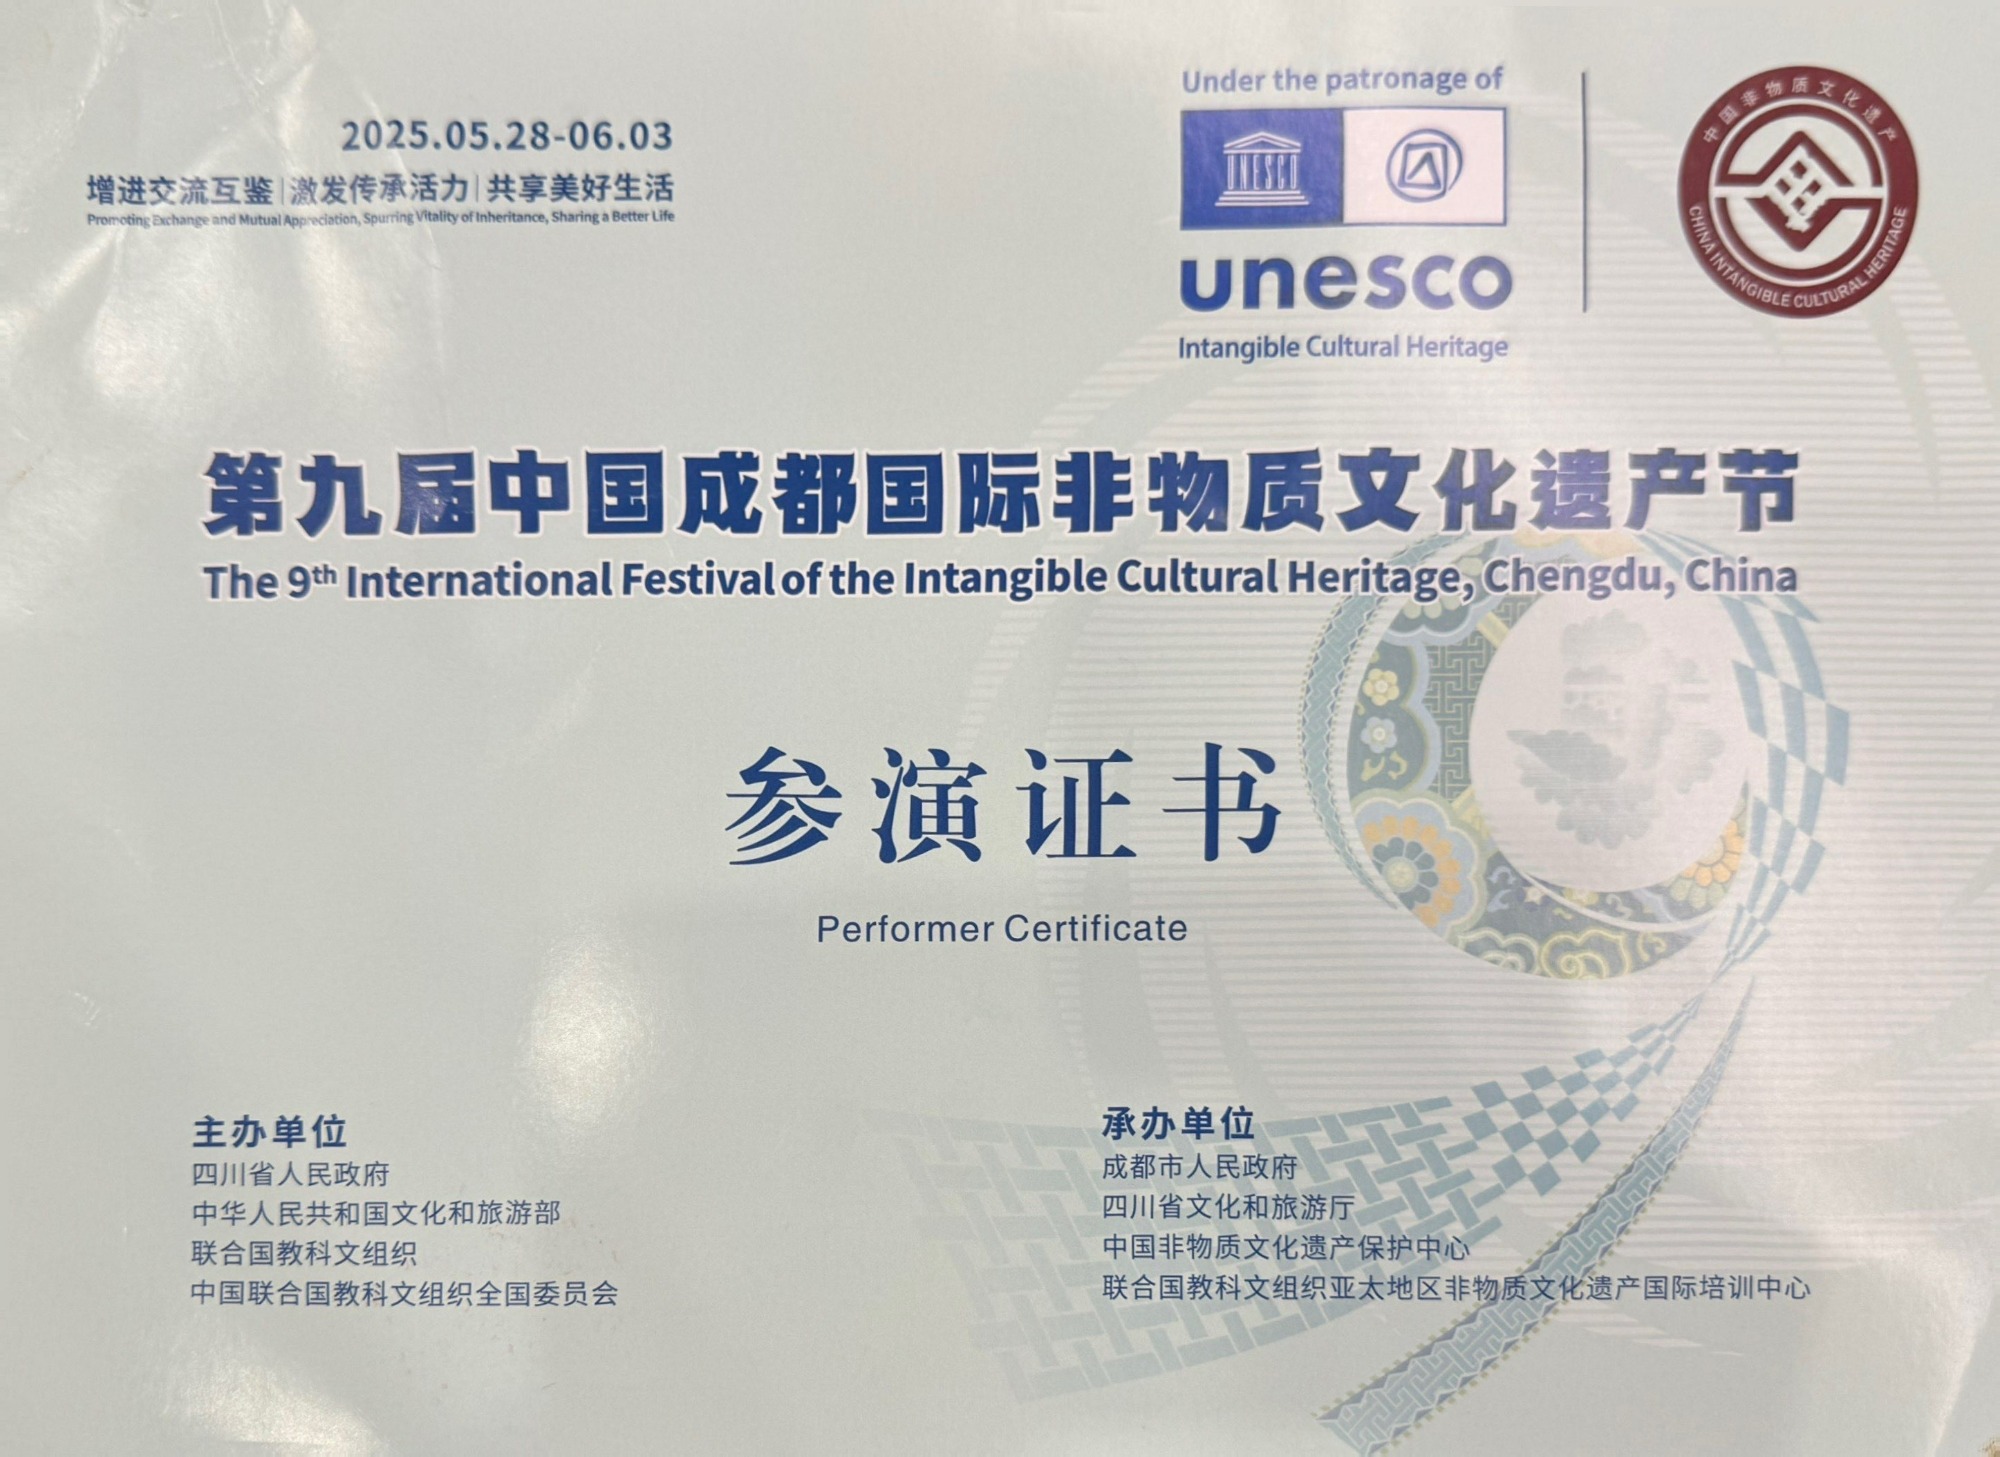 2025.05.28-06.03
增进交流互鉴|激发传承活力|共享美好生活
Promoting Exchange and Mutual Appreciation, Spurring Vitality of Inheritance, Sharing a Better Life
Under the patronage of
UNESCO
unesco
Intangible Cultural Heritage
中国非物质文化遗产
CHINA INTANGIBLE CULTURAL HERITAGE
第九届中国成都国际非物质文化遗产节
The 9th International Festival of the Intangible Cultural Heritage, Chengdu, China
参演证书
Performer Certificate
主办单位
四川省人民政府
中华人民共和国文化和旅游部
联合国教科文组织
中国联合国教科文组织全国委员会
承办单位
成都市人民政府
四川省文化和旅游厅
中国非物质文化遗产保护中心
联合国教科文组织亚太地区非物质文化遗产国际培训中心